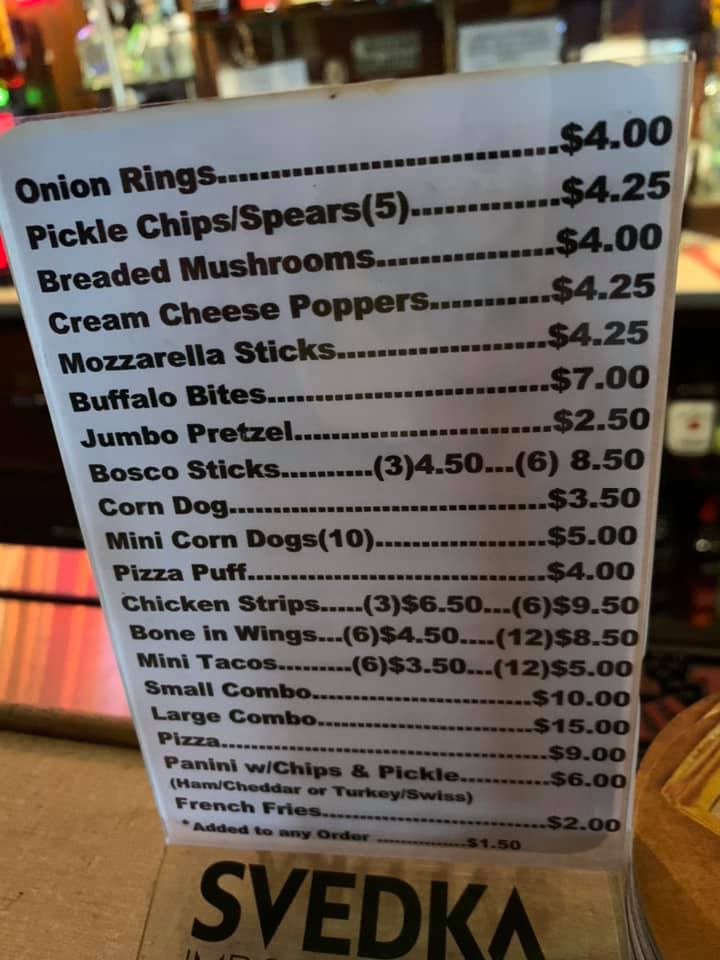 Onion Rings..............................$4.00
Pickle Chips/Spears(5).............$4.25
Breaded Mushrooms................$4.00
Cream Cheese Poppers...........$4.25
Mozzarella Sticks....................$4.25
Buffalo Bites...........................$7.00
Jumbo Pretzel.........................$2.50
Bosco Sticks..........(3)4.50...(6) 8.50
Corn Dog................................$3.50
Mini Corn Dogs(10).................$5.00
Pizza Puff..............................$4.00
Chicken Strips.....(3)$6.50...(6)$9.50
Bone in Wings...(6)$4.50....(12)$8.50
Mini Tacos.........(6)$3.50...(12)$5.00
Small Combo..........................$10.00
Large Combo..........................$15.00
Pizza.....................................$9.00
Panini w/Chips & Pickle...........$6.00
(Ham/Cheddar or Turkey/Swiss)
French Fries...........................$2.00
*Added to any Order ...............$1.50
SVEDKA